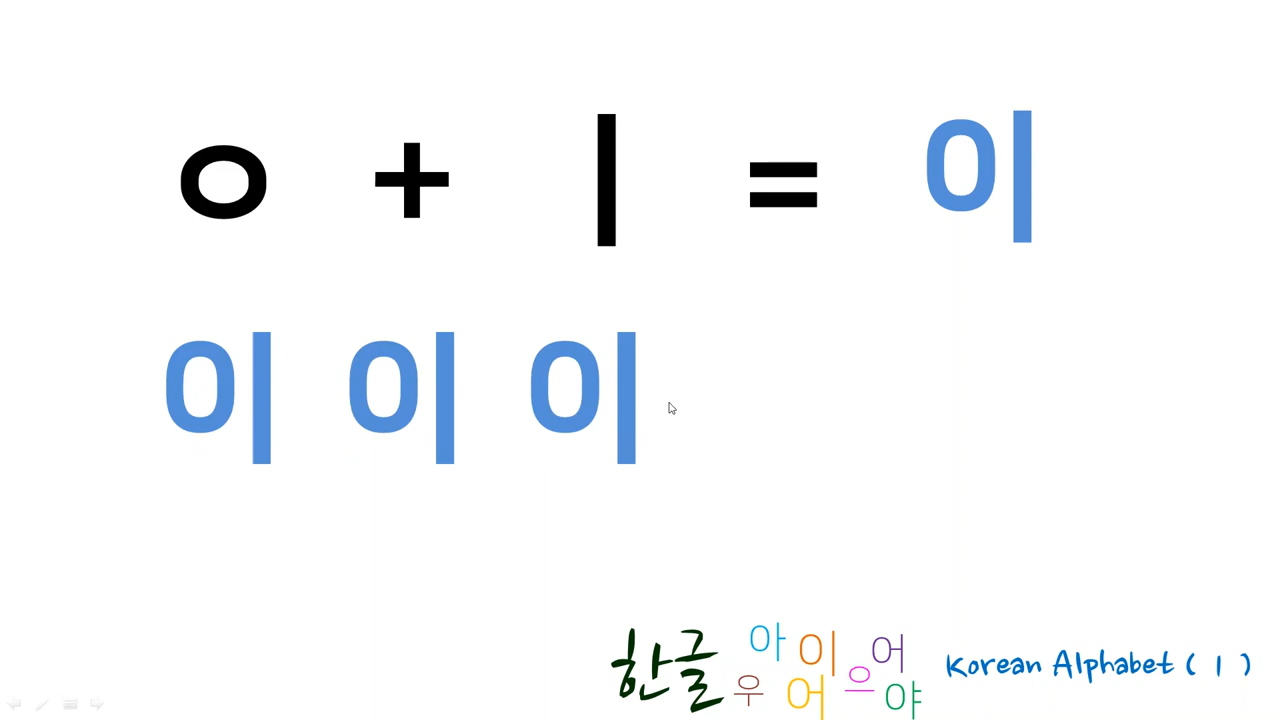 ㅇ + ㅣ = 이
이 이 이
한글 아 이 어 우 어 으 야 Korean Alphabet ( 1 )